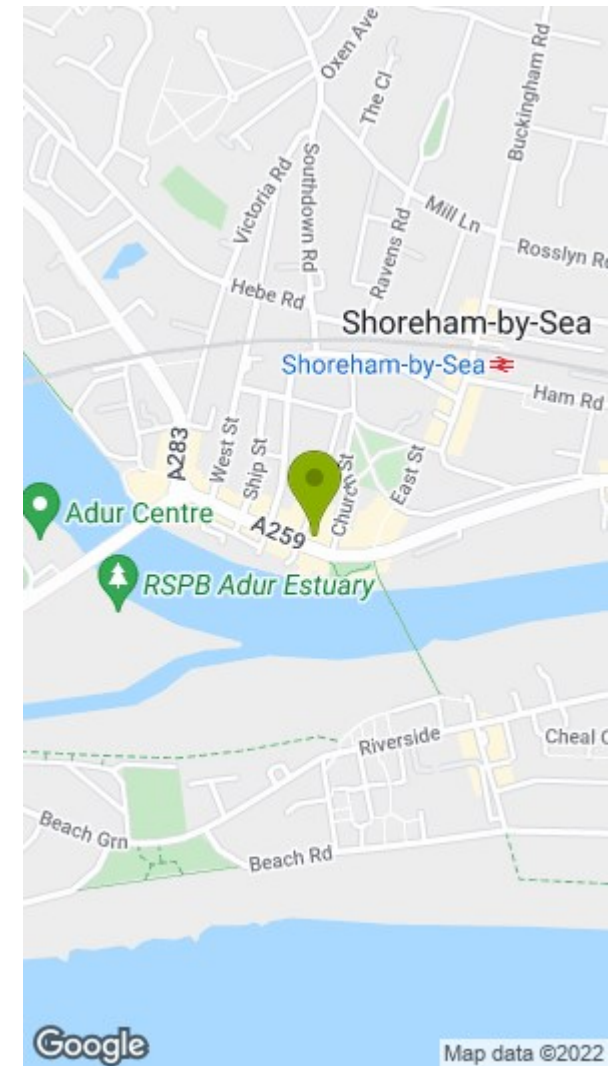 Oxen Ave
The Cl
Buckingham Rd
Victoria Rd
Southdown Rd
Ravens Rd
Mill Ln
Rosslyn Rd
Hebe Rd
Shoreham-by-Sea
Shoreham-by-Sea
Ham Rd
A283
West St
Ship St
Church St
East St
A259
Adur Centre
RSPB Adur Estuary
Riverside
Cheal C
Beach Grn
Beach Rd
Google
Map data ©2022